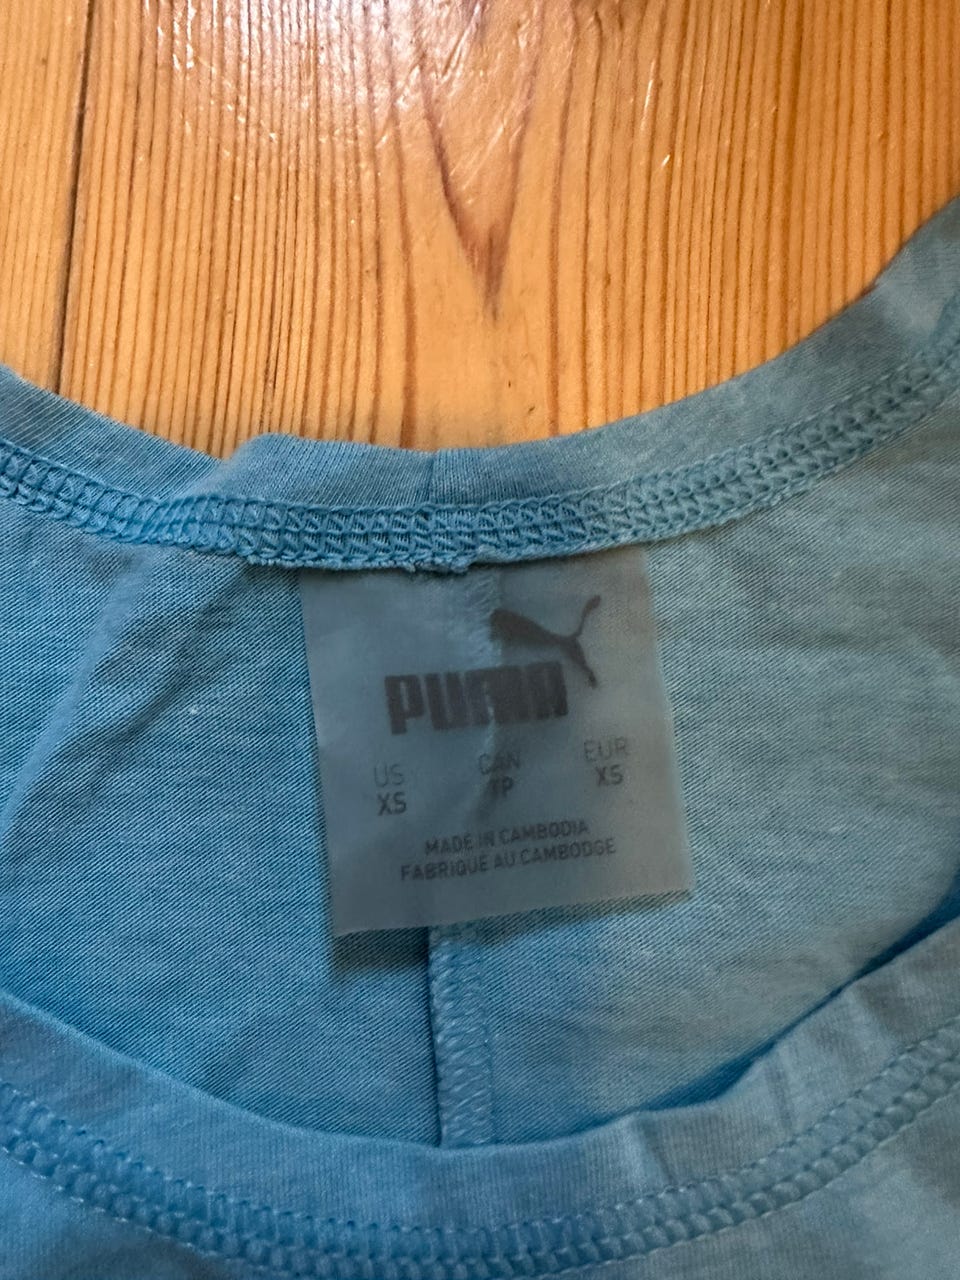 PUMA
US CAN EUR
XS TP XS
MADE IN CAMBODIA
FABRIQUE AU CAMBODGE